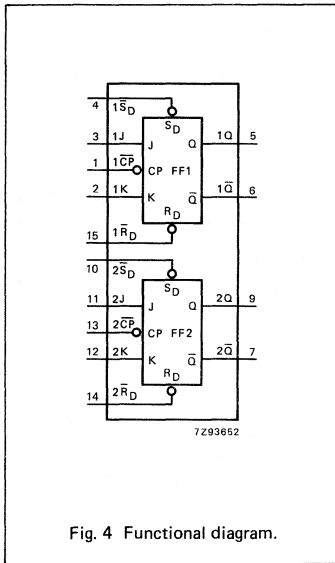 4 1S̅D SD
3 1J J Q 1Q 5
1 1C̅P̅ CP FF1
2 1K K Q̅ 1Q̅ 6
RD
15 1R̅D
10 2S̅D SD
11 2J J Q 2Q 9
13 2C̅P̅ CP FF2
12 2K K Q̅ 2Q̅ 7
RD
14 2R̅D
7Z93652
Fig. 4 Functional diagram.